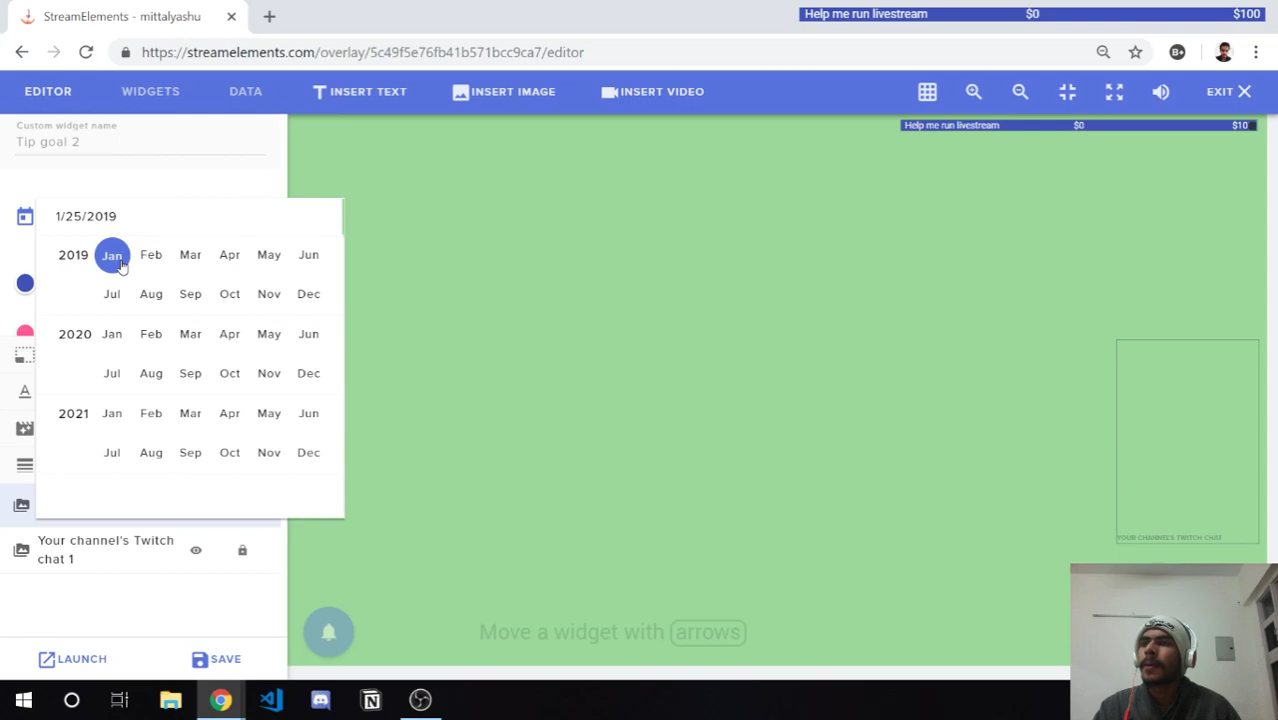 StreamElements - mittalyashu
Help me run livestream $0 $100
https://streamelements.com/overlay/5c49f5e76fb41b571bcc9ca7/editor
B+
EDITOR WIDGETS DATA INSERT TEXT INSERT IMAGE INSERT VIDEO EXIT
Custom widget name
Tip goal 2
Help me run livestream $0 $10
1/25/2019
2019 Jan Feb Mar Apr May Jun
Jul Aug Sep Oct Nov Dec
2020 Jan Feb Mar Apr May Jun
Jul Aug Sep Oct Nov Dec
2021 Jan Feb Mar Apr May Jun
Jul Aug Sep Oct Nov Dec
YOUR CHANNEL'S TWITCH CHAT
Your channel's Twitch
chat 1
Move a widget with arrows
LAUNCH SAVE